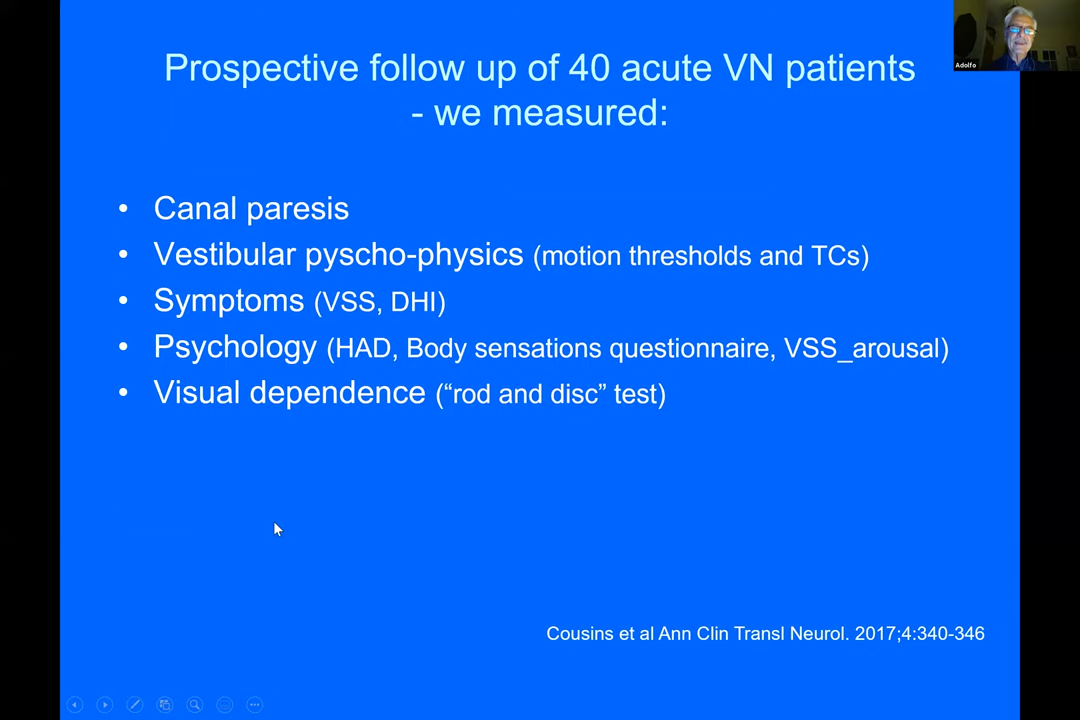 Prospective follow up of 40 acute VN patients
- we measured:
Adolfo
• Canal paresis
• Vestibular pyscho-physics (motion thresholds and TCs)
• Symptoms (VSS, DHI)
• Psychology (HAD, Body sensations questionnaire, VSS_arousal)
• Visual dependence (“rod and disc” test)
Cousins et al Ann Clin Transl Neurol. 2017;4:340-346